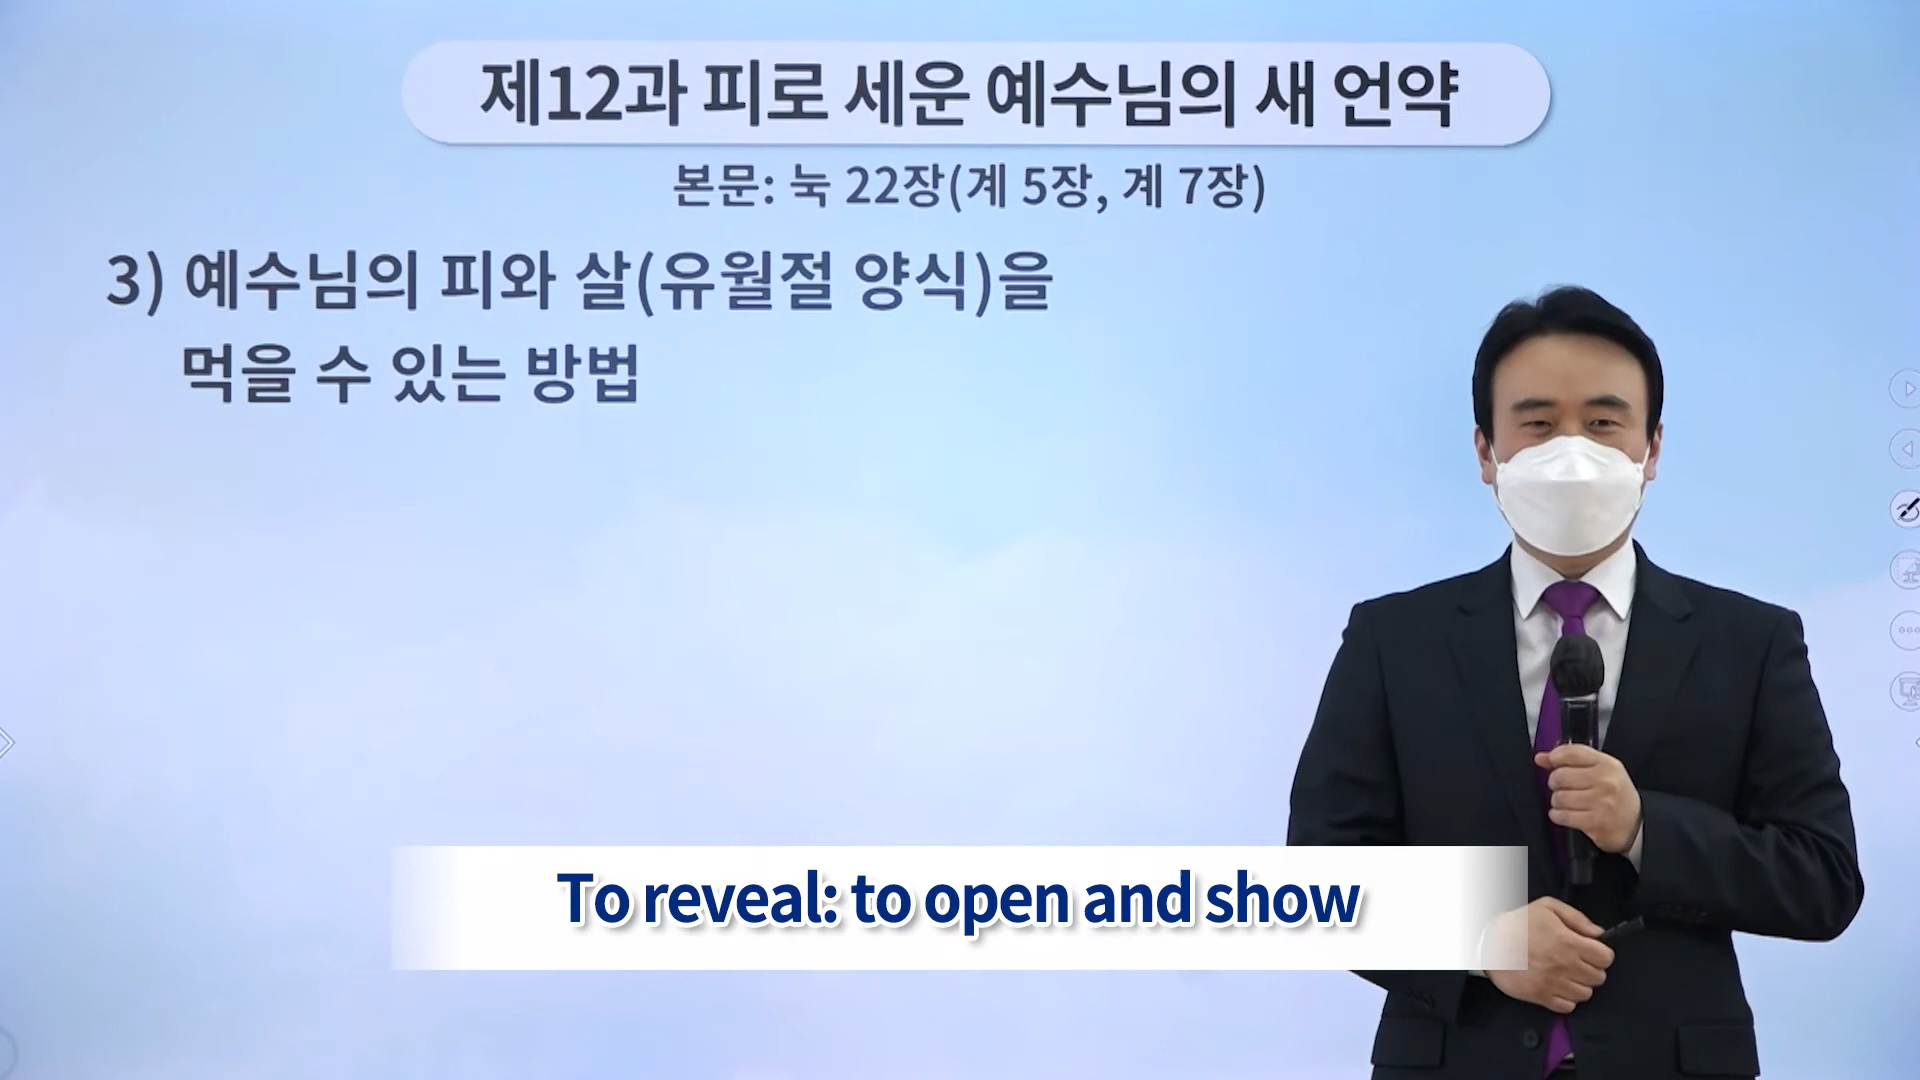 제12과 피로 세운 예수님의 새 언약
본문: 눅 22장(계 5장, 계 7장)
3) 예수님의 피와 살(유월절 양식)을
먹을 수 있는 방법
To reveal: to open and show